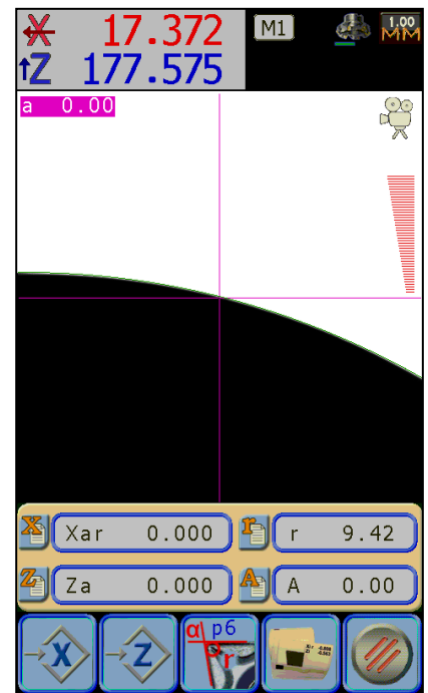 X 17.372 M1 1.00 MM
Z 177.575
a 0.00
X Xar 0.000 r r 9.42
Z Za 0.000 A A 0.00
X Z α p6 r